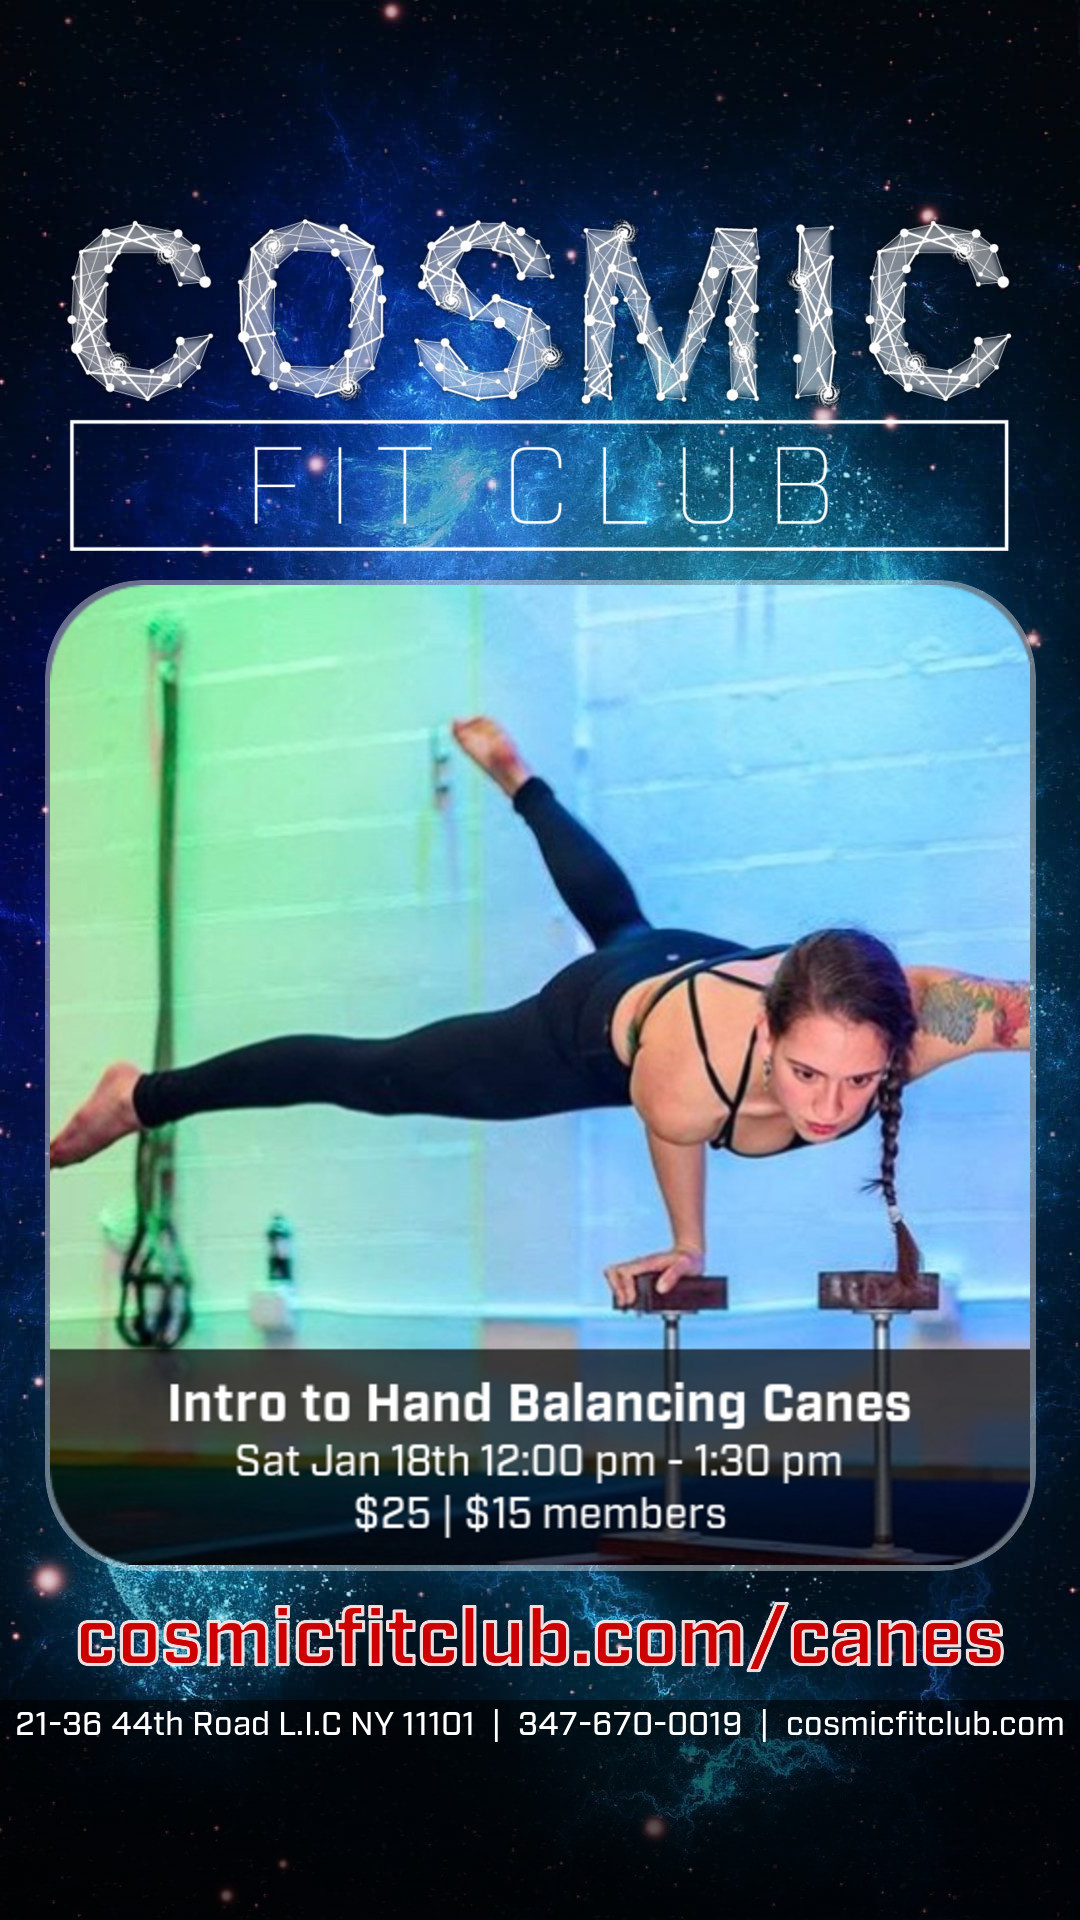 COSMIC
FIT CLUB
Intro to Hand Balancing Canes
Sat Jan 18th 12:00 pm - 1:30 pm
$25 | $15 members
cosmicfitclub.com/canes
21-36 44th Road L.I.C NY 11101 | 347-670-0019 | cosmicfitclub.com